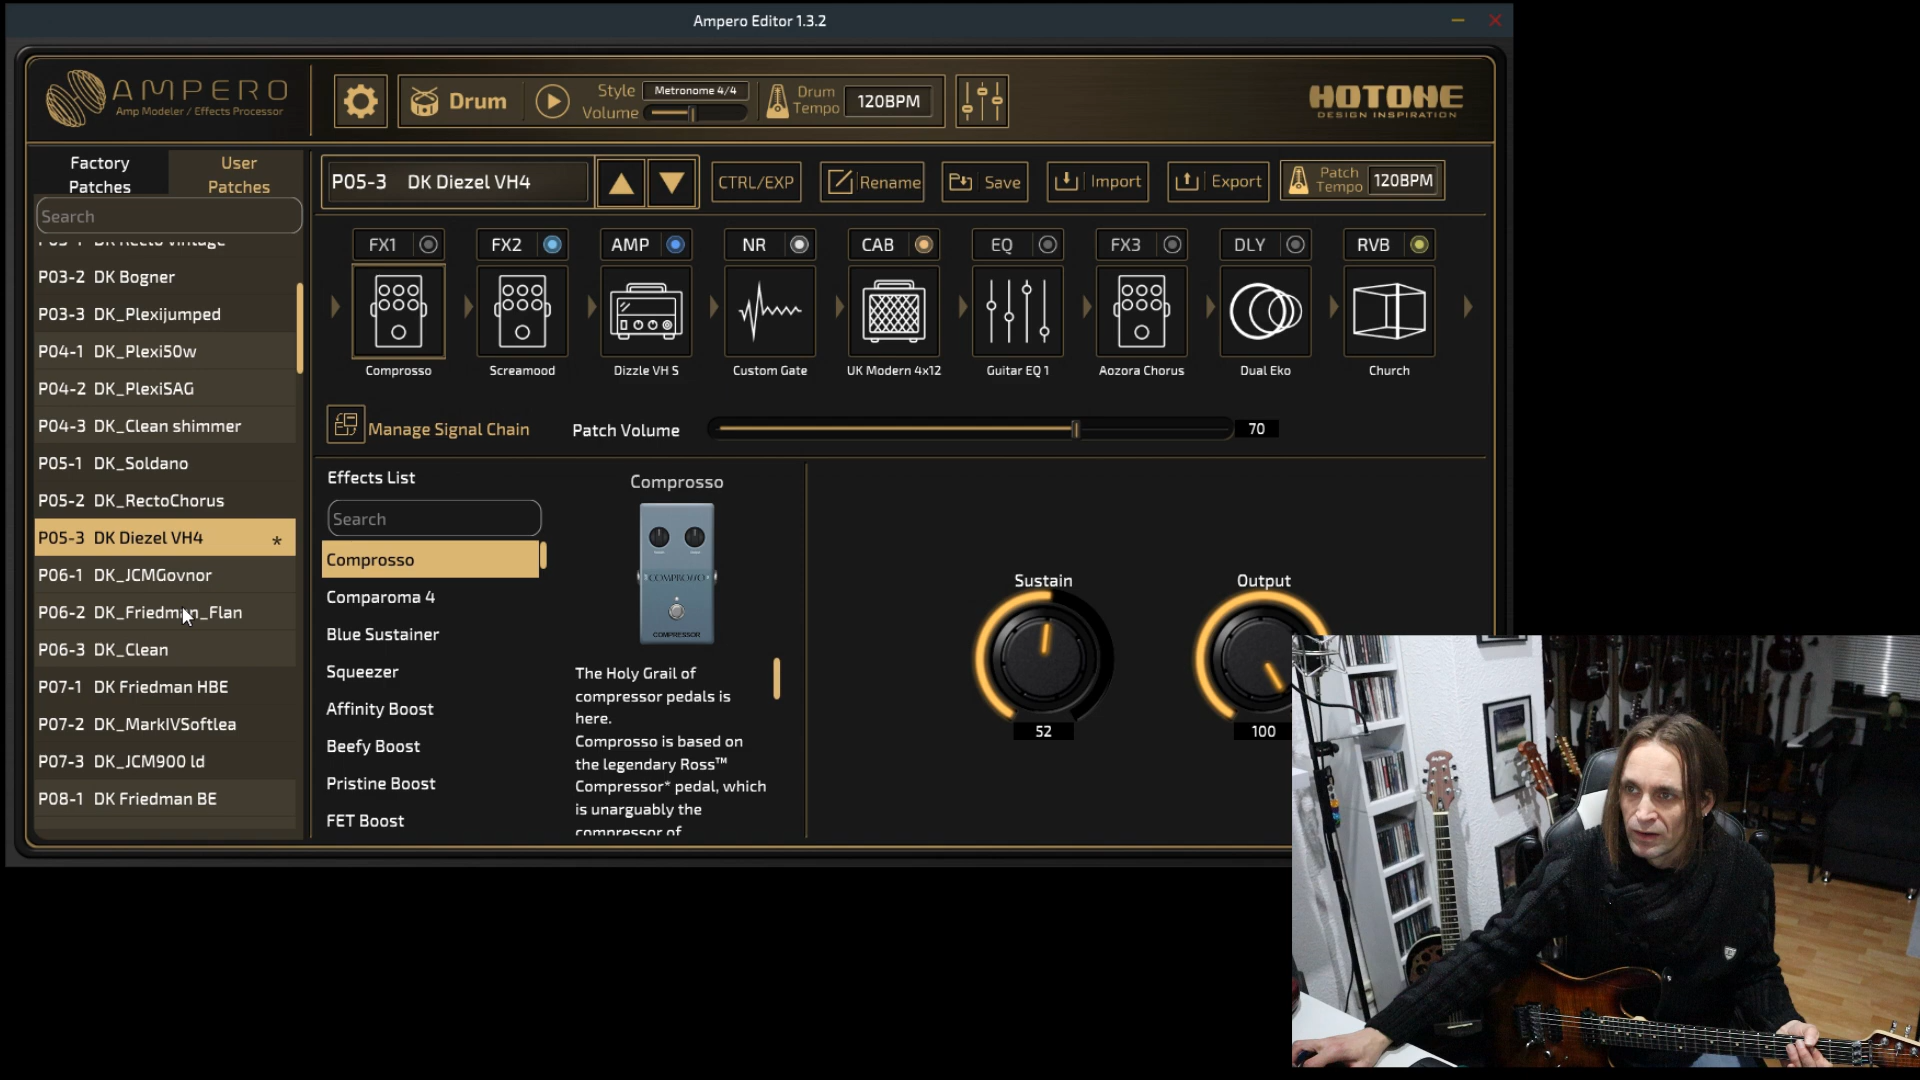 Ampero Editor 1.3.2
AMPERO
Amp Modeler / Effects Processor
Drum
Style
Metronome 4/4
Volume
Drum
Tempo
120BPM
HOTONE
DESIGN INSPIRATION
Factory
Patches
User
Patches
Search
P03-2 DK Bogner
P03-3 DK_Plexijumped
P04-1 DK_Plexi50w
P04-2 DK_PlexiSAG
P04-3 DK_Clean shimmer
P05-1 DK_Soldano
P05-2 DK_RectoChorus
P05-3 DK Diezel VH4 *
P06-1 DK_JCMGovnor
P06-2 DK_Friedman_Flan
P06-3 DK_Clean
P07-1 DK Friedman HBE
P07-2 DK_MarkIVSoftlea
P07-3 DK_JCM900 ld
P08-1 DK Friedman BE
P05-3 DK Diezel VH4
CTRL/EXP
Rename
Save
Import
Export
Patch
Tempo
120BPM
FX1
FX2
AMP
NR
CAB
EQ
FX3
DLY
RVB
Comprosso
Screamood
Dizzle VH S
Custom Gate
UK Modern 4x12
Guitar EQ 1
Aozora Chorus
Dual Eko
Church
Manage Signal Chain
Patch Volume
70
Effects List
Search
Comprosso
Comparoma 4
Blue Sustainer
Squeezer
Affinity Boost
Beefy Boost
Pristine Boost
FET Boost
Comprosso
COMPROSSO
COMPRESSOR
The Holy Grail of
compressor pedals is
here.
Comprosso is based on
the legendary Ross™
Compressor* pedal, which
is unarguably the
compressor of
Sustain
52
Output
100